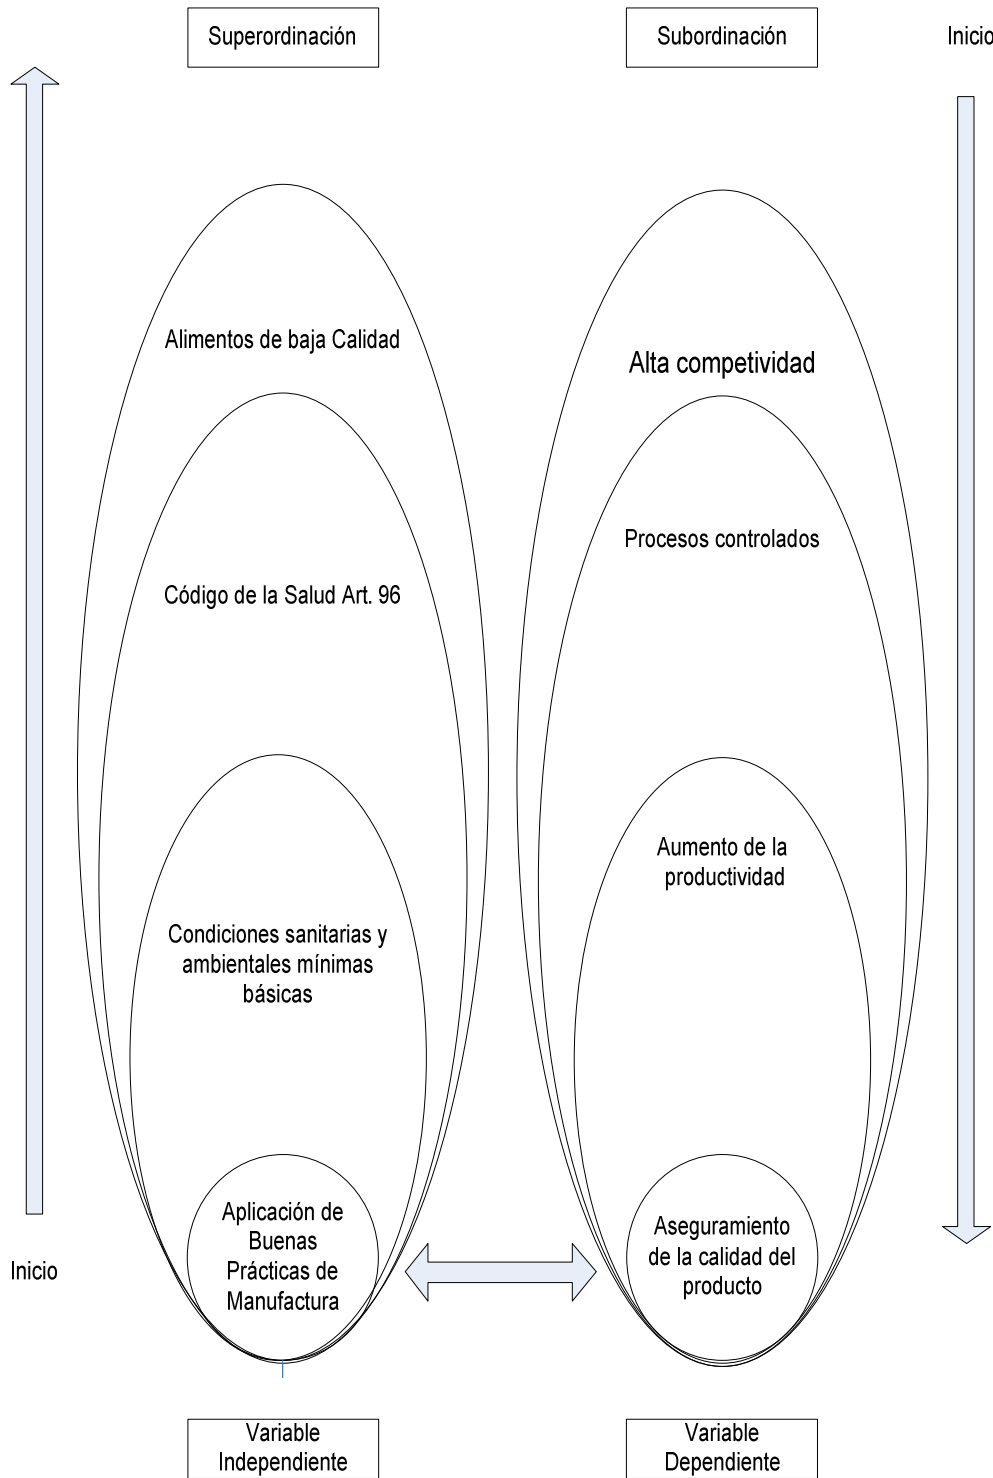 Superordinación
Subordinación
Inicio
Alimentos de baja Calidad
Alta competividad
Procesos controlados
Código de la Salud Art. 96
Aumento de la
productividad
Condiciones sanitarias y
ambientales mínimas
básicas
Aplicación de
Buenas
Prácticas de
Manufactura
Aseguramiento
de la calidad del
producto
Inicio
Variable
Independiente
Variable
Dependiente